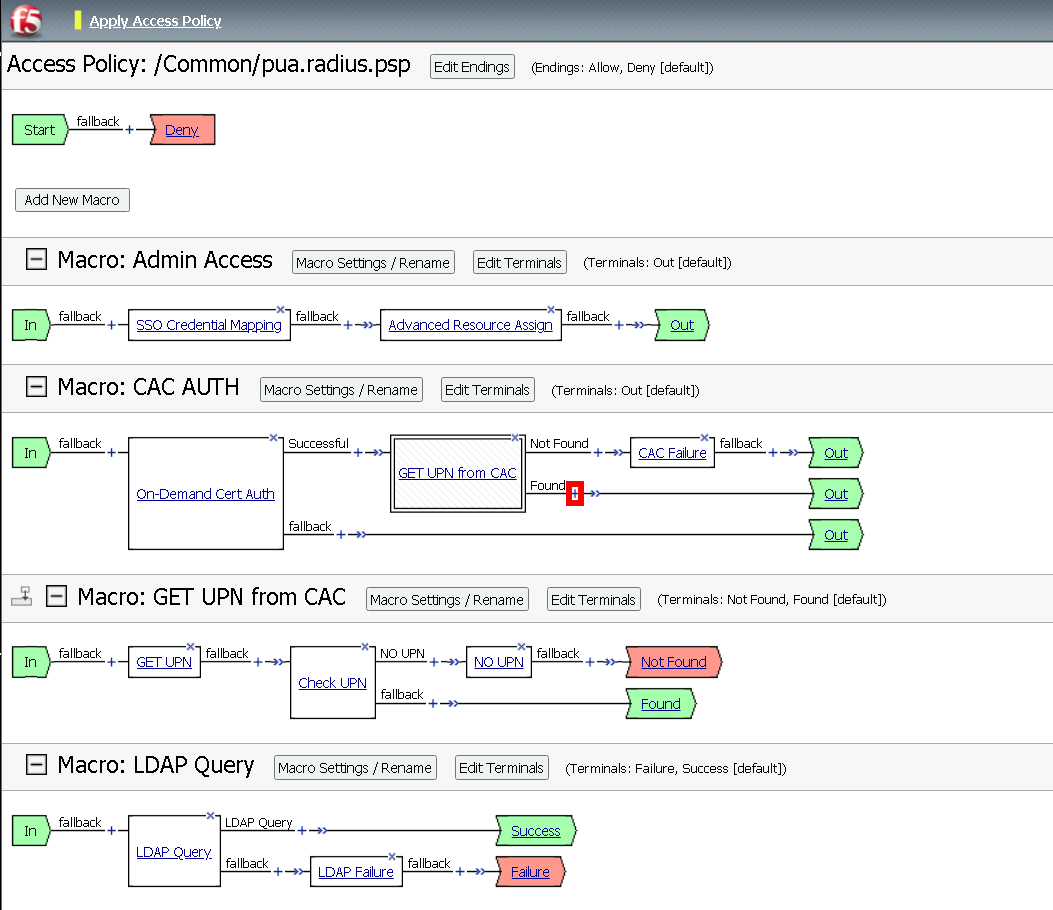 f5 Apply Access Policy
Access Policy: /Common/pua.radius.psp Edit Endings (Endings: Allow, Deny [default])
Start fallback + Deny
Add New Macro
Macro: Admin Access Macro Settings / Rename Edit Terminals (Terminals: Out [default])
In fallback + SSO Credential Mapping fallback + Advanced Resource Assign fallback + Out
Macro: CAC AUTH Macro Settings / Rename Edit Terminals (Terminals: Out [default])
In fallback + On-Demand Cert Auth Successful + GET UPN from CAC Not Found + CAC Failure fallback + Out
Found + Out
fallback + Out
Macro: GET UPN from CAC Macro Settings / Rename Edit Terminals (Terminals: Not Found, Found [default])
In fallback + GET UPN fallback + Check UPN NO UPN + NO UPN fallback + Not Found
fallback + Found
Macro: LDAP Query Macro Settings / Rename Edit Terminals (Terminals: Failure, Success [default])
In fallback + LDAP Query LDAP Query + Success
fallback + LDAP Failure fallback + Failure